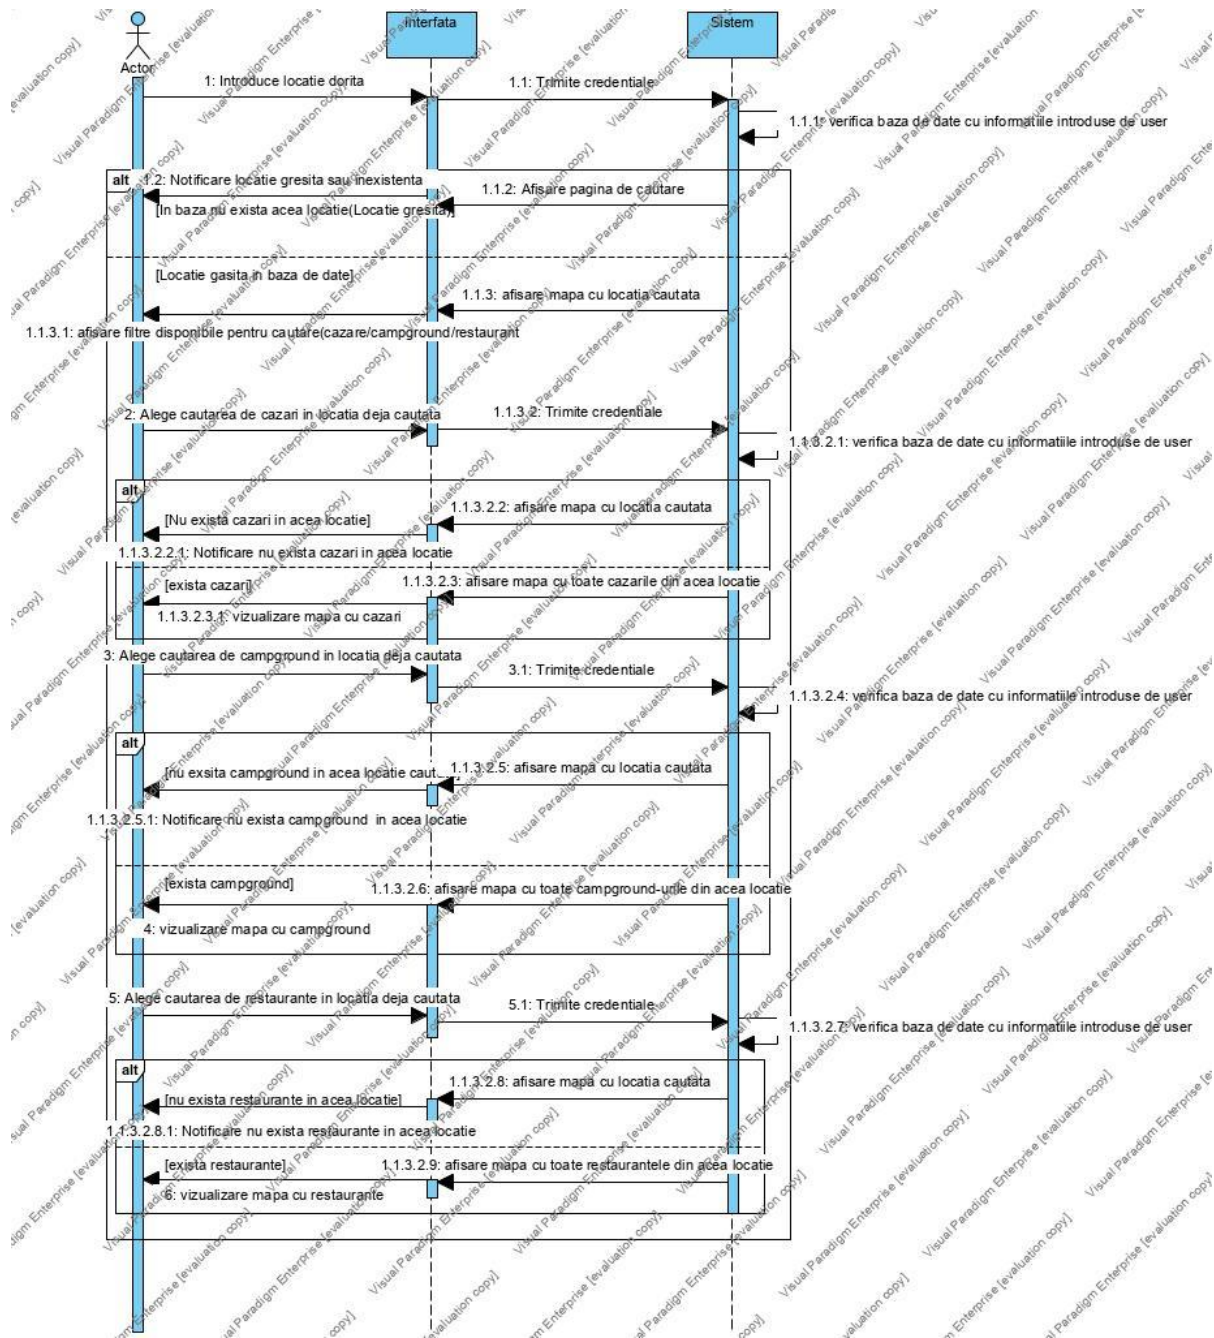 Interfata
Sistem
Actor
1: Introduce locatie dorita
1.1: Trimite credentiale
1.1.1: verifica baza de date cu informatiile introduse de user
alt
1.2: Notificare locatie gresita sau inexistenta
1.1.2: Afisare pagina de cautare
[In baza nu exista acea locatie(Locatie gresita)]
[Locatie gasita in baza de date]
1.1.3: afisare mapa cu locatia cautata
1.1.3.1: afisare filtre disponibile pentru cautare(cazare/campground/restaurant
2: Alege cautarea de cazari in locatia deja cautata
1.1.3.2: Trimite credentiale
1.1.3.2.1: verifica baza de date cu informatiile introduse de user
alt
1.1.3.2.2: afisare mapa cu locatia cautata
[Nu exista cazari in acea locatie]
1.1.3.2.2.1: Notificare nu exista cazari in acea locatie
[exista cazari]
1.1.3.2.3: afisare mapa cu toate cazarile din acea locatie
1.1.3.2.3.1: vizualizare mapa cu cazari
3: Alege cautarea de campground in locatia deja cautata
3.1: Trimite credentiale
1.1.3.2.4: verifica baza de date cu informatiile introduse de user
alt
[nu exsita campground in acea locatie
1.1.3.2.5: afisare mapa cu locatia cautata
1.1.3.2.5.1: Notificare nu exista campground in acea locatie
[exista campground]
1.1.3.2.6: afisare mapa cu toate campground-urile din acea locatie
4: vizualizare mapa cu campground
5: Alege cautarea de restaurante in locatia deja cautata
5.1: Trimite credentiale
1.1.3.2.7: verifica baza de date cu informatiile introduse de user
alt
1.1.3.2.8: afisare mapa cu locatia cautata
[nu exista restaurante in acea locatie]
1.1.3.2.8.1: Notificare nu exista restaurante in acea locatie
[exista restaurante]
1.1.3.2.9: afisare mapa cu toate restaurantele din acea locatie
6: vizualizare mapa cu restaurante
Visual Paradigm Enterprise [evaluation copy]